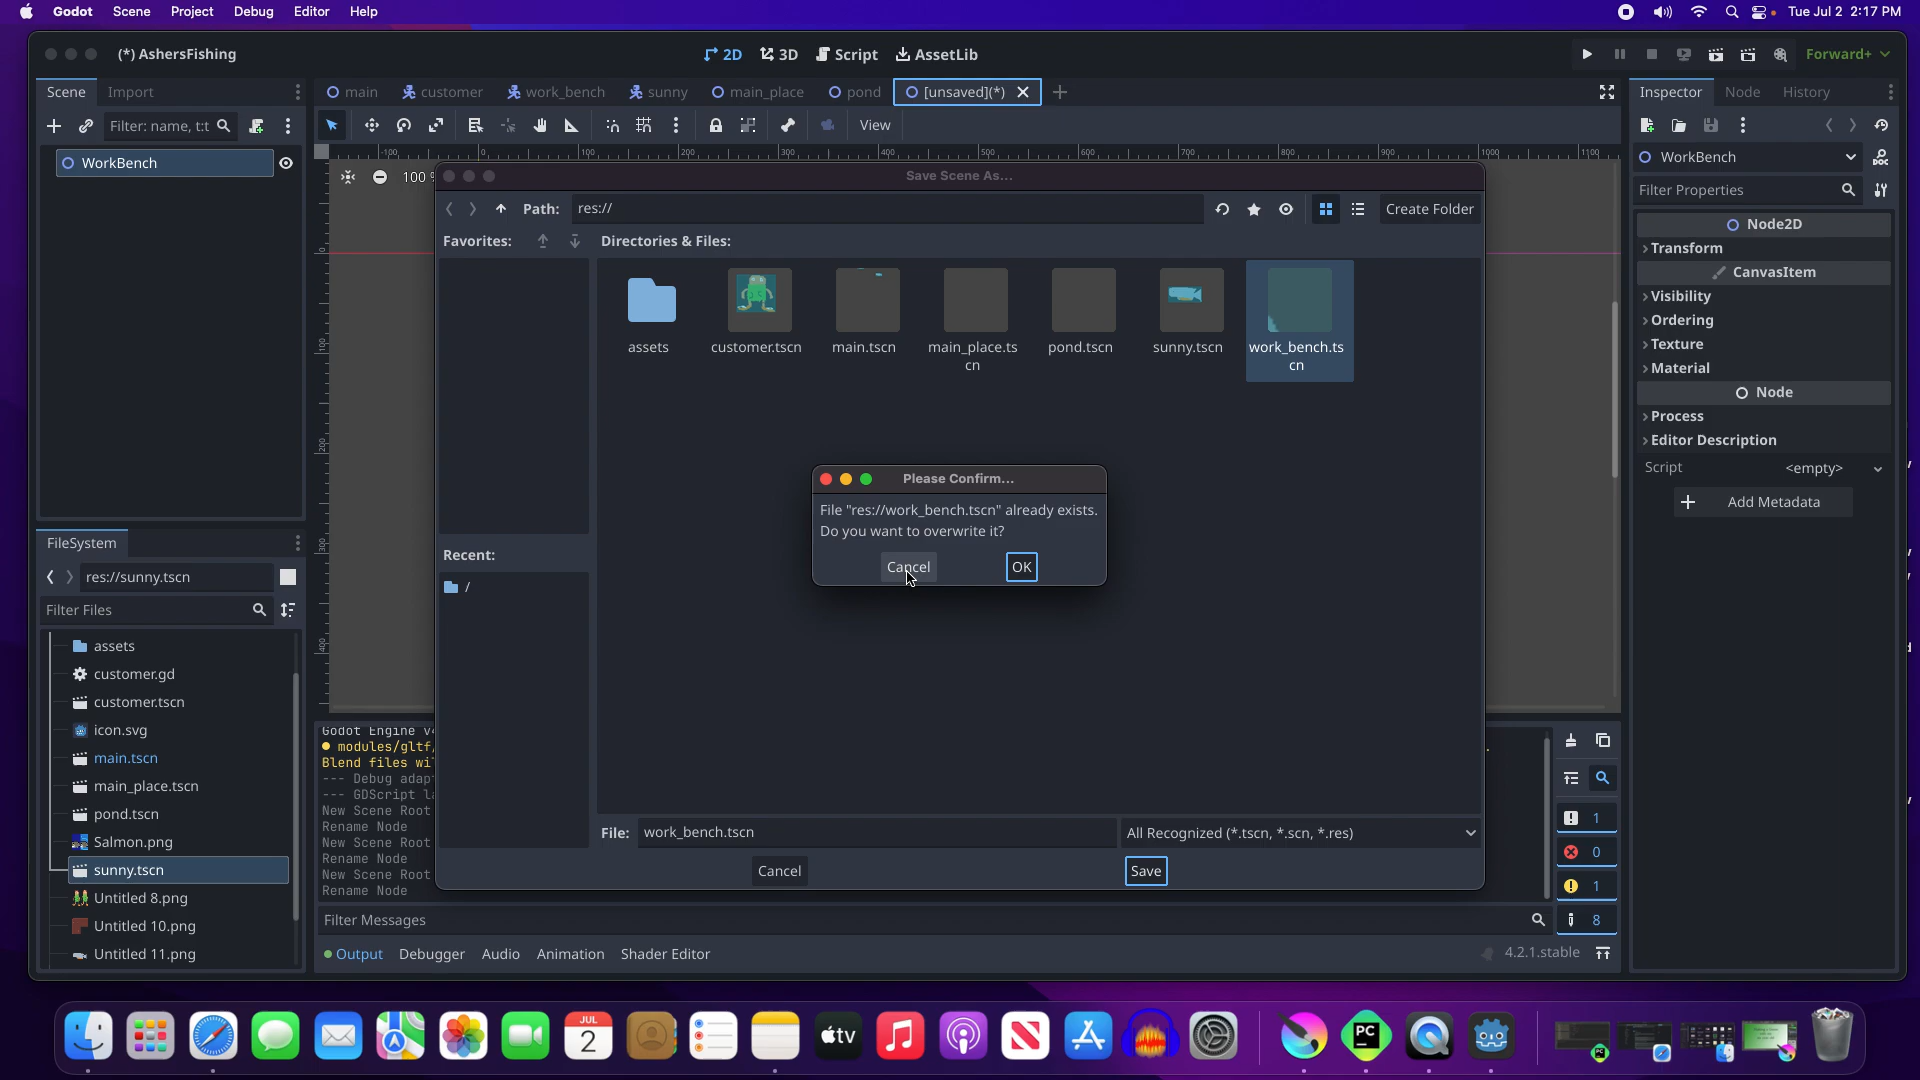 Godot Scene Project Debug Editor Help Tue Jul 2 2:17 PM
(*) AshersFishing 2D 3D Script AssetLib Forward+
Scene Import main customer work_bench sunny main_place pond [unsaved](*) Inspector Node History
Filter: name, t:t View
WorkBench
100 %
WorkBench
Filter Properties
Node2D
Transform
CanvasItem
Visibility
Ordering
Texture
Material
Node
Process
Editor Description
Script <empty>
Add Metadata
Save Scene As...
Path: res:// Create Folder
Favorites: Directories & Files:
assets customer.tscn main.tscn main_place.ts
cn pond.tscn sunny.tscn work_bench.ts
cn
Please Confirm...
File "res://work_bench.tscn" already exists.
Do you want to overwrite it?
Cancel OK
Recent:
/
File: work_bench.tscn All Recognized (*.tscn, *.scn, *.res)
Cancel Save
FileSystem
res://sunny.tscn
Filter Files
assets
customer.gd
customer.tscn
icon.svg
main.tscn
main_place.tscn
pond.tscn
Salmon.png
sunny.tscn
Untitled 8.png
Untitled 10.png
Untitled 11.png
Godot Engine v4
modules/gltf/
Blend files wi
--- Debug adap
--- GDScript la
New Scene Root
Rename Node
New Scene Root
Rename Node
New Scene Root
Rename Node
1
0
1
8
Filter Messages
Output Debugger Audio Animation Shader Editor 4.2.1.stable
JUL
2
tv
PC